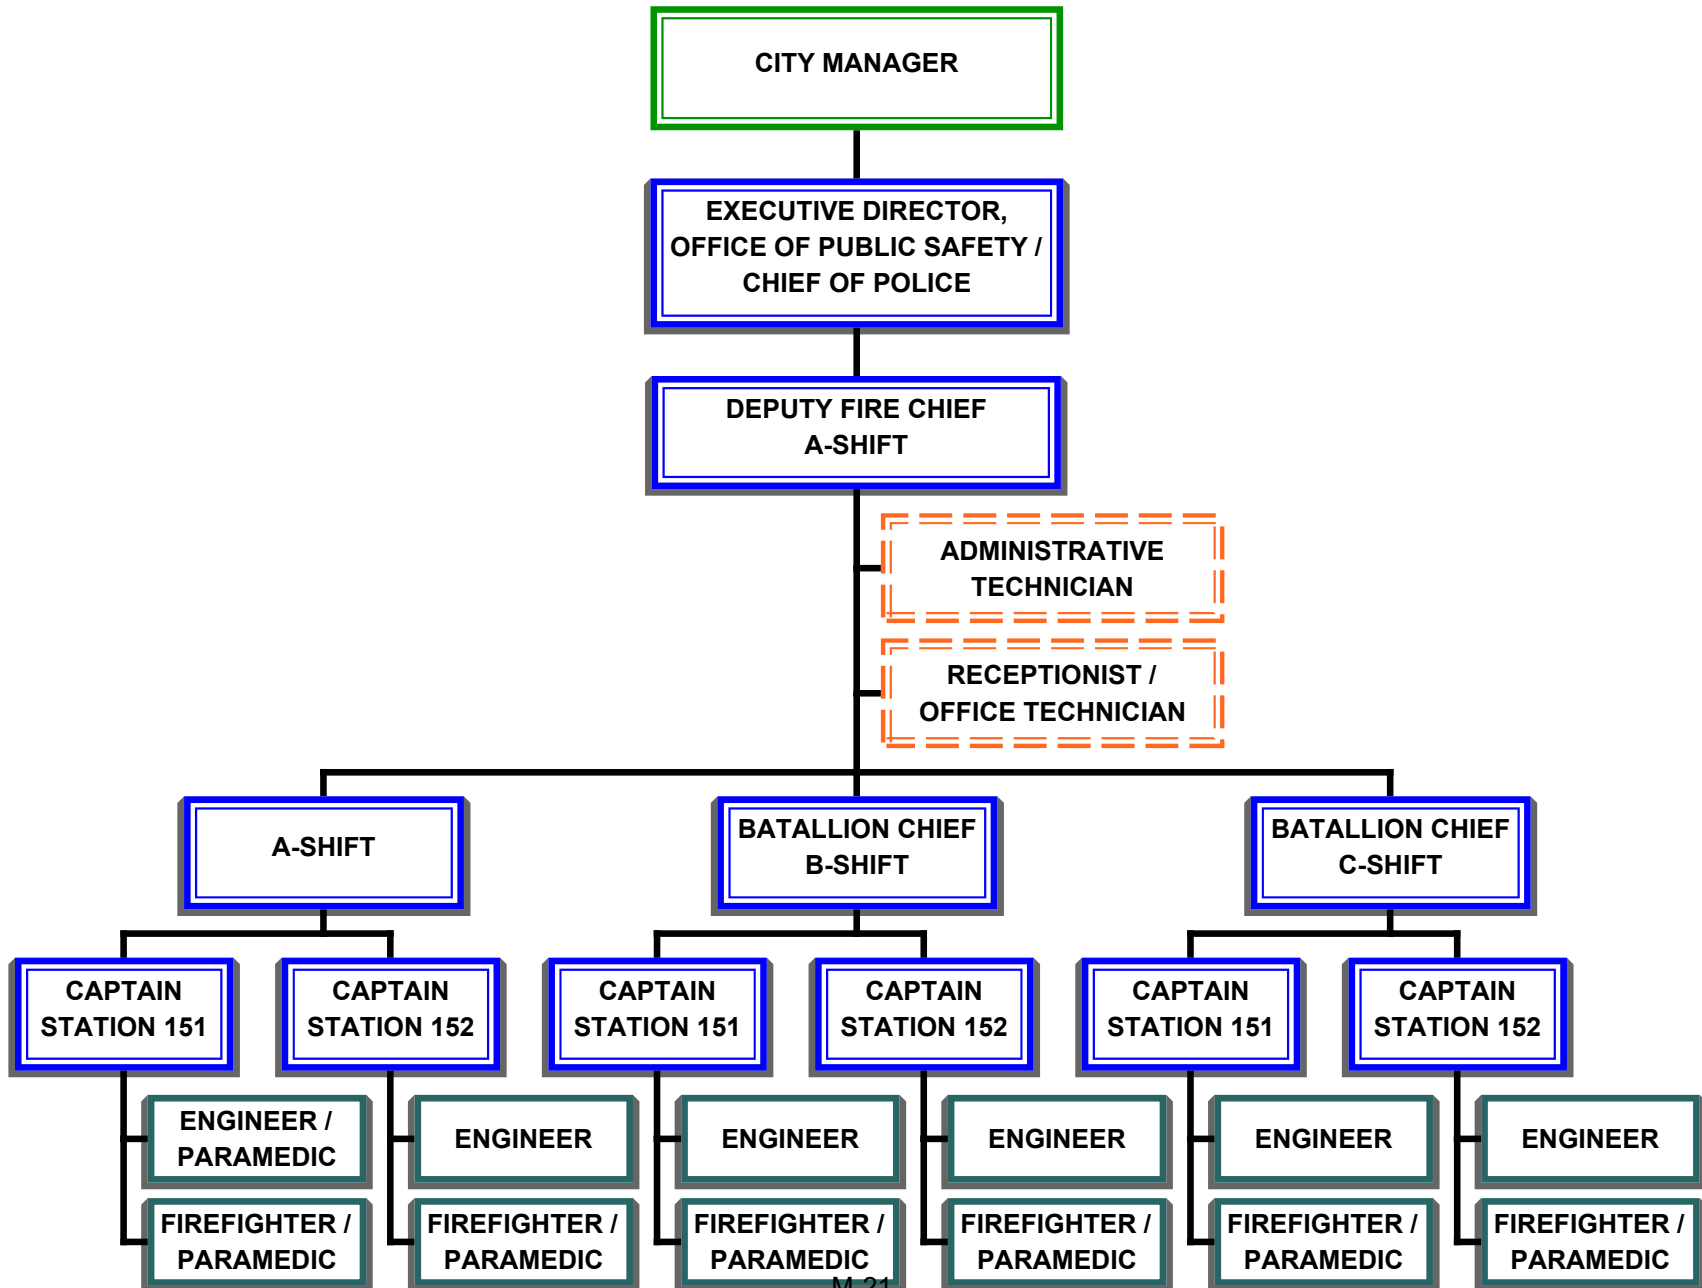 CITY MANAGER
EXECUTIVE DIRECTOR,
OFFICE OF PUBLIC SAFETY /
CHIEF OF POLICE
DEPUTY FIRE CHIEF
A-SHIFT
ADMINISTRATIVE
TECHNICIAN
RECEPTIONIST /
OFFICE TECHNICIAN
A-SHIFT
BATALLION CHIEF
B-SHIFT
BATALLION CHIEF
C-SHIFT
CAPTAIN
STATION 151
CAPTAIN
STATION 152
CAPTAIN
STATION 151
CAPTAIN
STATION 152
CAPTAIN
STATION 151
CAPTAIN
STATION 152
ENGINEER /
PARAMEDIC
ENGINEER
ENGINEER
ENGINEER
ENGINEER
ENGINEER
FIREFIGHTER /
PARAMEDIC
FIREFIGHTER /
PARAMEDIC
FIREFIGHTER /
PARAMEDIC
FIREFIGHTER /
PARAMEDIC
FIREFIGHTER /
PARAMEDIC
FIREFIGHTER /
PARAMEDIC
M-21